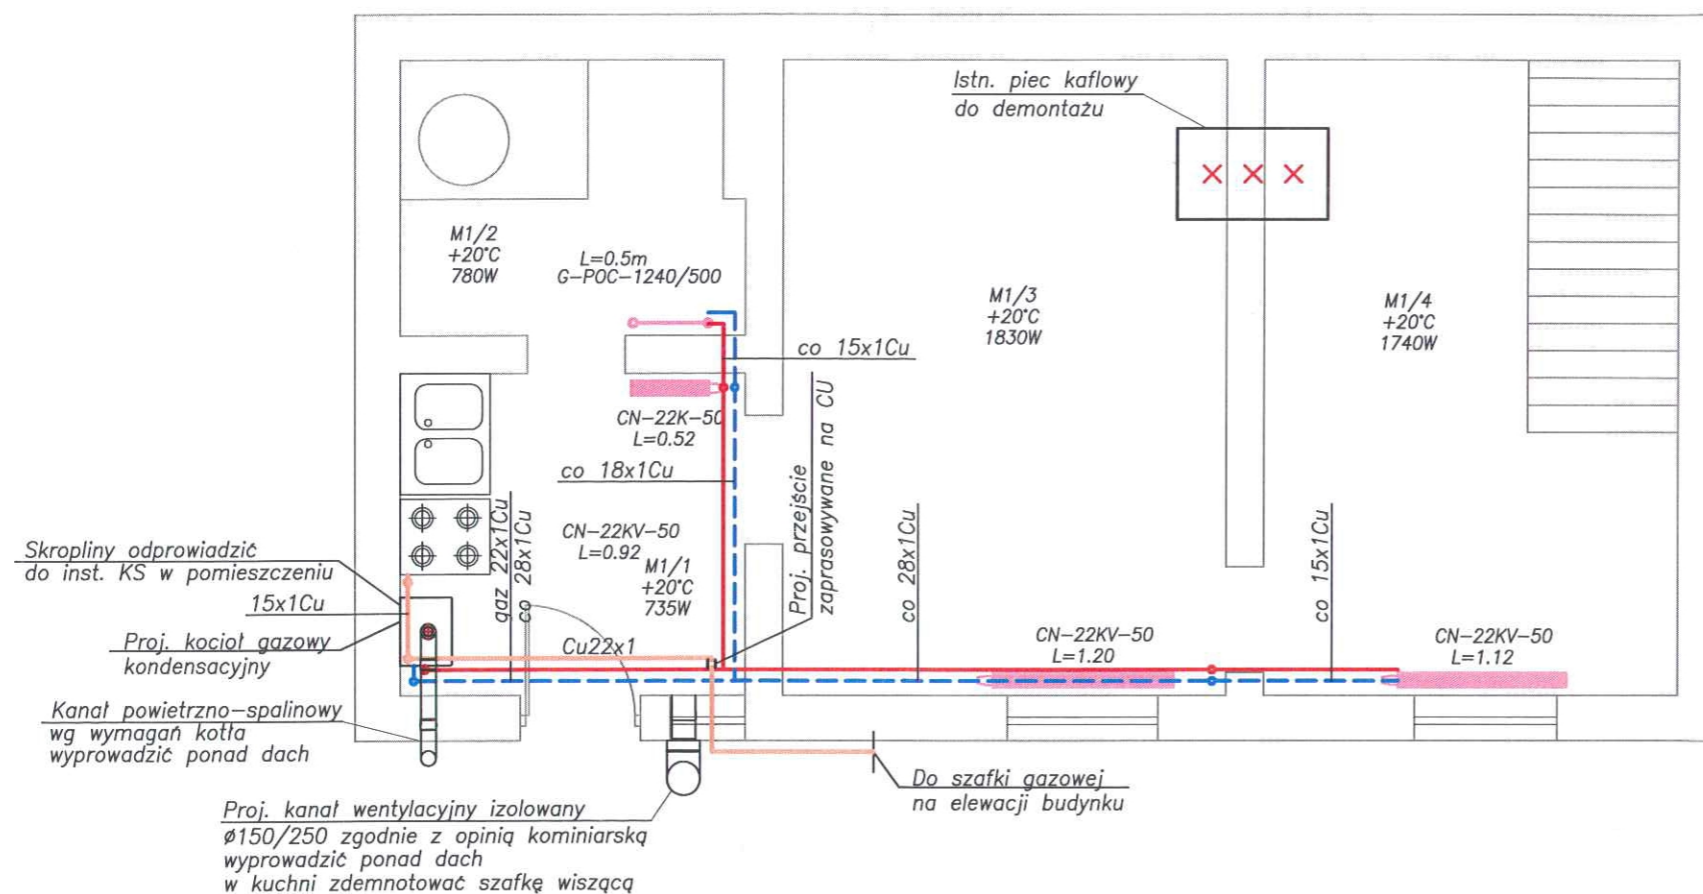 Istn. piec kaflowy
do demontażu
M1/2
+20°C
780W
L=0.5m
G-POC-1240/500
M1/3
+20°C
1830W
M1/4
+20°C
1740W
co 15x1Cu
CN-22K-50
L=0.52
co 18x1Cu
Proj. przejście
zaprasowywane na CU
gaz 22x1Cu
co 28x1Cu
CN-22KV-50
L=0.92
M1/1
+20°C
735W
co 28x1Cu
co 15x1Cu
Skropliny odprowiadzić
do inst. KS w pomieszczeniu
15x1Cu
Proj. kocioł gazowy
kondensacyjny
Cu22x1
CN-22KV-50
L=1.20
CN-22KV-50
L=1.12
Kanał powietrzno-spalinowy
wg wymagań kotła
wyprowadzić ponad dach
Do szafki gazowej
na elewacji budynku
Proj. kanał wentylacyjny izolowany
ø150/250 zgodnie z opinią kominiarską
wyprowadzić ponad dach
w kuchni zdemnotować szafkę wiszącą